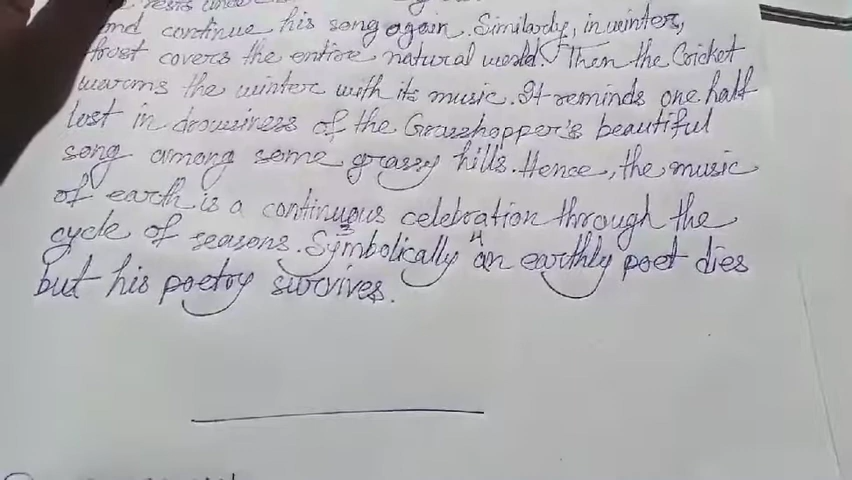 rests
and continue his song again. Similarly, in winter,
frost covers the entire natural world. Then the Cricket
warms the winter with its music. It reminds one half
lost in drowsiness of the Grasshopper's beautiful
song among some grassy hills. Hence, the music
of earth is a continuous celebration through the
cycle of seasons. Symbolically an earthly poet dies
but his poetry survives.